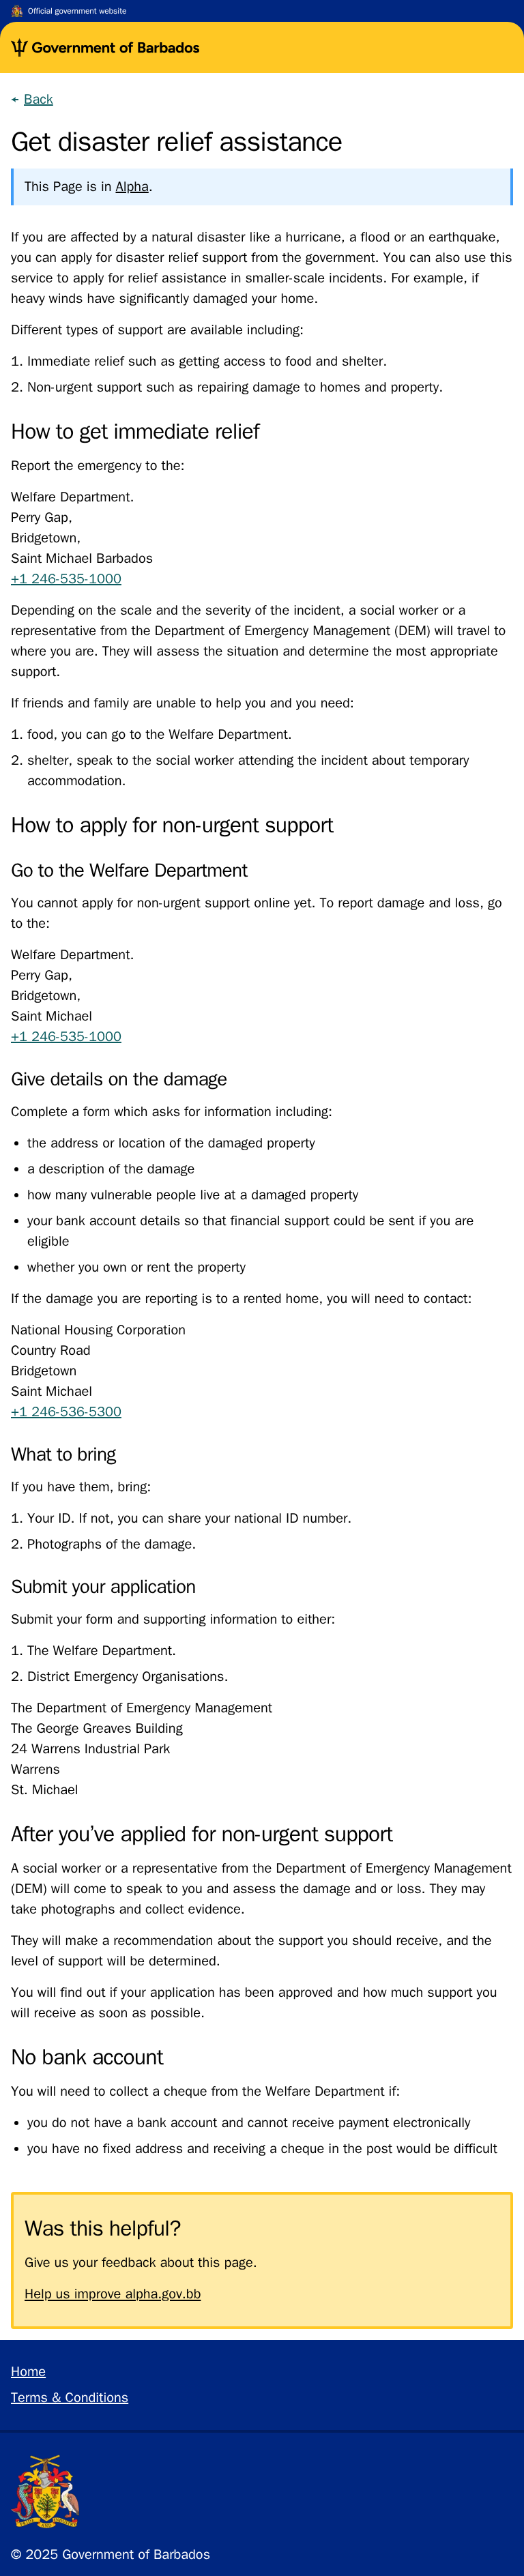 Official government website
Government of Barbados
← Back
Get disaster relief assistance
This Page is in Alpha.
If you are affected by a natural disaster like a hurricane, a flood or an earthquake,
you can apply for disaster relief support from the government. You can also use this
service to apply for relief assistance in smaller-scale incidents. For example, if
heavy winds have significantly damaged your home.
Different types of support are available including:
1. Immediate relief such as getting access to food and shelter.
2. Non-urgent support such as repairing damage to homes and property.
How to get immediate relief
Report the emergency to the:
Welfare Department.
Perry Gap,
Bridgetown,
Saint Michael Barbados
+1 246-535-1000
Depending on the scale and the severity of the incident, a social worker or a
representative from the Department of Emergency Management (DEM) will travel to
where you are. They will assess the situation and determine the most appropriate
support.
If friends and family are unable to help you and you need:
1. food, you can go to the Welfare Department.
2. shelter, speak to the social worker attending the incident about temporary
accommodation.
How to apply for non-urgent support
Go to the Welfare Department
You cannot apply for non-urgent support online yet. To report damage and loss, go
to the:
Welfare Department.
Perry Gap,
Bridgetown,
Saint Michael
+1 246-535-1000
Give details on the damage
Complete a form which asks for information including:
• the address or location of the damaged property
• a description of the damage
• how many vulnerable people live at a damaged property
• your bank account details so that financial support could be sent if you are
eligible
• whether you own or rent the property
If the damage you are reporting is to a rented home, you will need to contact:
National Housing Corporation
Country Road
Bridgetown
Saint Michael
+1 246-536-5300
What to bring
If you have them, bring:
1. Your ID. If not, you can share your national ID number.
2. Photographs of the damage.
Submit your application
Submit your form and supporting information to either:
1. The Welfare Department.
2. District Emergency Organisations.
The Department of Emergency Management
The George Greaves Building
24 Warrens Industrial Park
Warrens
St. Michael
After you’ve applied for non-urgent support
A social worker or a representative from the Department of Emergency Management
(DEM) will come to speak to you and assess the damage and or loss. They may
take photographs and collect evidence.
They will make a recommendation about the support you should receive, and the
level of support will be determined.
You will find out if your application has been approved and how much support you
will receive as soon as possible.
No bank account
You will need to collect a cheque from the Welfare Department if:
• you do not have a bank account and cannot receive payment electronically
• you have no fixed address and receiving a cheque in the post would be difficult
Was this helpful?
Give us your feedback about this page.
Help us improve alpha.gov.bb
Home
Terms & Conditions
© 2025 Government of Barbados